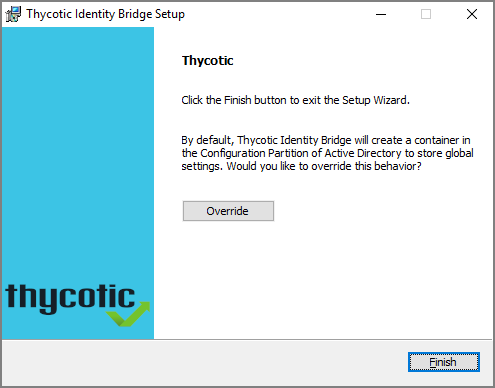 Thycotic Identity Bridge Setup
Thycotic
Click the Finish button to exit the Setup Wizard.
By default, Thycotic Identity Bridge will create a container in
the Configuration Partition of Active Directory to store global
settings. Would you like to override this behavior?
Override
thycotic
Finish